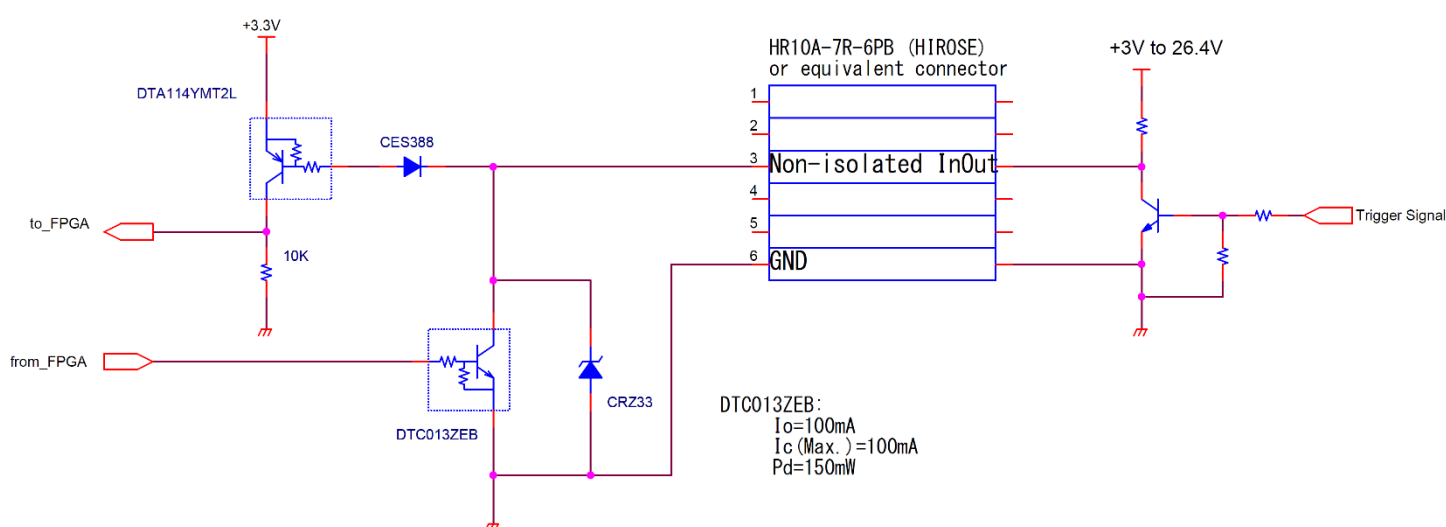 +3.3V
HR10A-7R-6PB (HIROSE)
or equivalent connector
+3V to 26.4V
DTA114YMT2L
CES388
1
2
3
Non-isolated InOut
4
5
6
GND
to_FPGA
10K
Trigger Signal
from_FPGA
CRZ33
DTC013ZEB
DTC013ZEB:
Io=100mA
Ic(Max.)=100mA
Pd=150mW